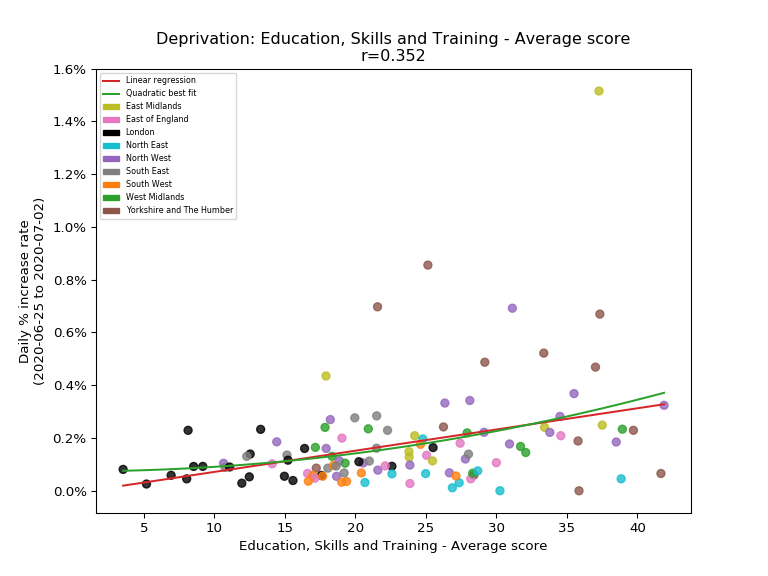 Deprivation: Education, Skills and Training - Average score
r=0.352
1.6%
1.4%
1.2%
1.0%
0.8%
0.6%
0.4%
0.2%
0.0%
Daily % increase rate
(2020-06-25 to 2020-07-02)
Linear regression
Quadratic best fit
East Midlands
East of England
London
North East
North West
South East
South West
West Midlands
Yorkshire and The Humber
5 10 15 20 25 30 35 40
Education, Skills and Training - Average score